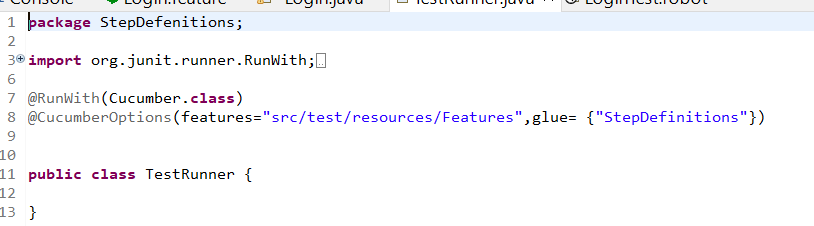 Console Login.feature Login.java TestRunner.java LoginTest.robot
1 package StepDefenitions;
2
3 import org.junit.runner.RunWith;
6
7 @RunWith(Cucumber.class)
8 @CucumberOptions(features="src/test/resources/Features",glue= {"StepDefinitions"})
9
10
11 public class TestRunner {
12
13 }